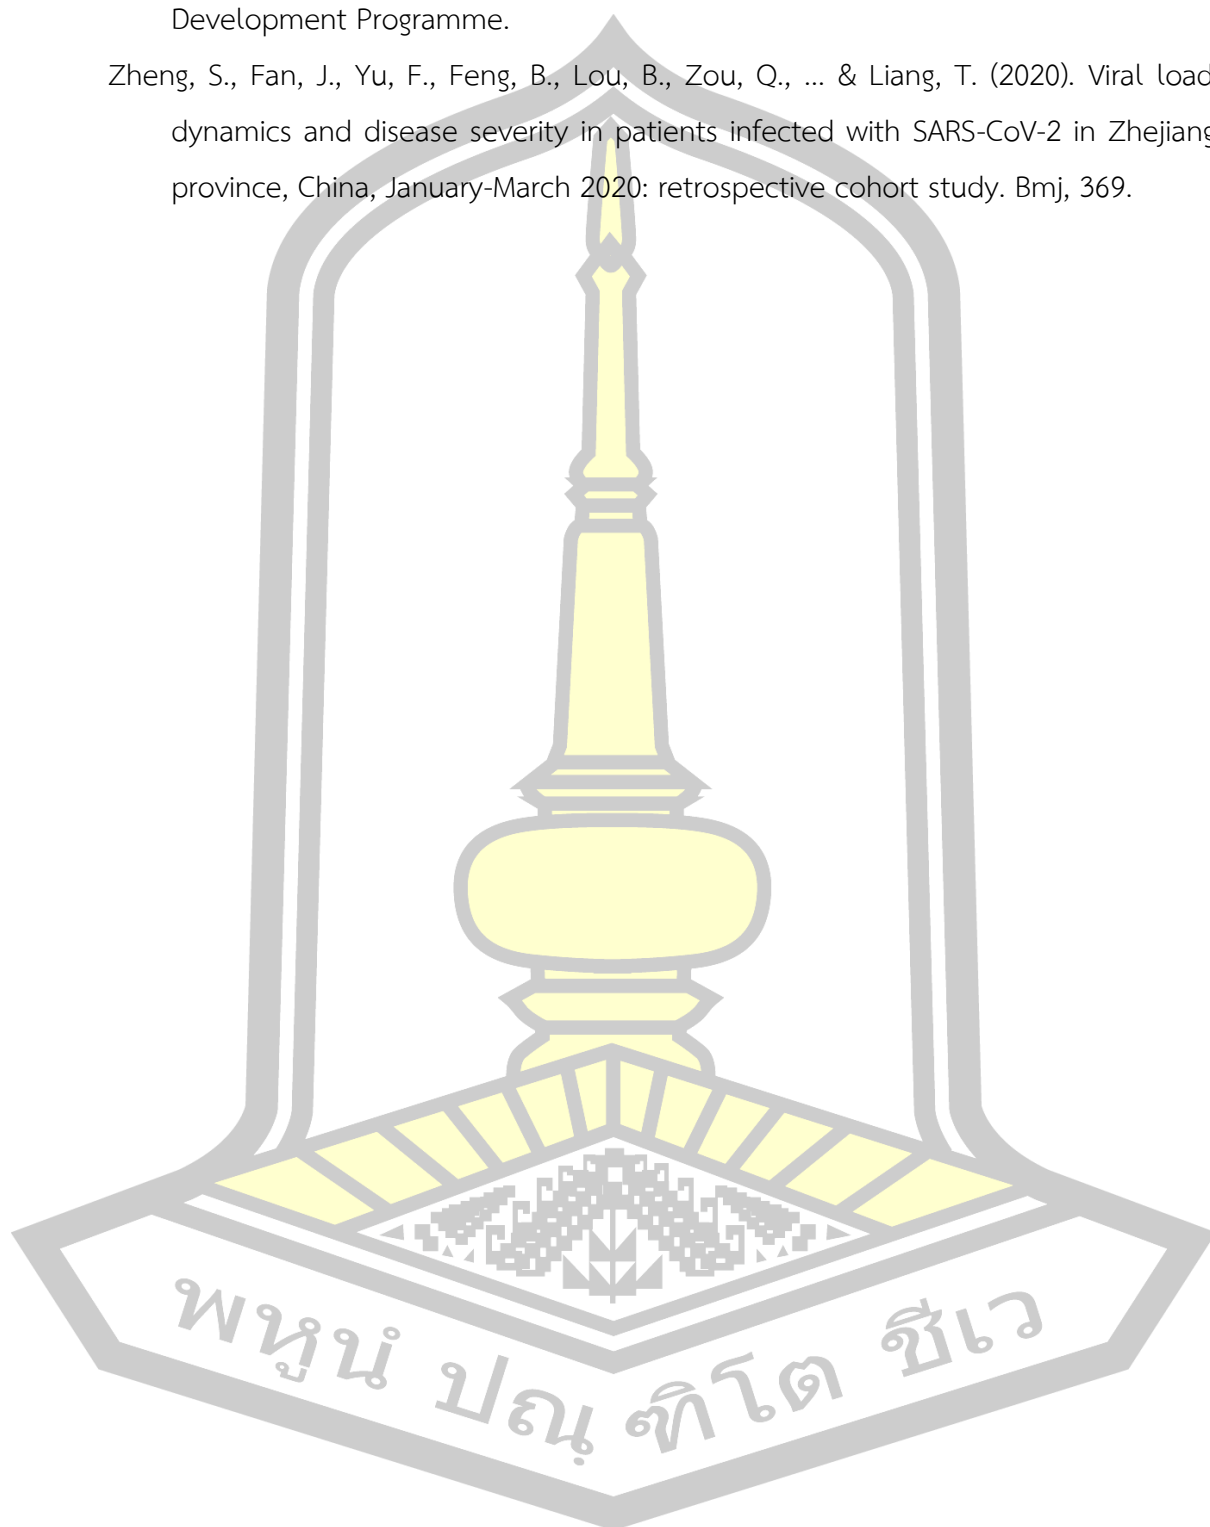 Development Programme.
Zheng, S., Fan, J., Yu, F., Feng, B., Lou, B., Zou, Q., ... & Liang, T. (2020). Viral load
dynamics and disease severity in patients infected with SARS-CoV-2 in Zhejiang
province, China, January-March 2020: retrospective cohort study. Bmj, 369.
พหูนํ ปณฺ ฑิโต ชีเว